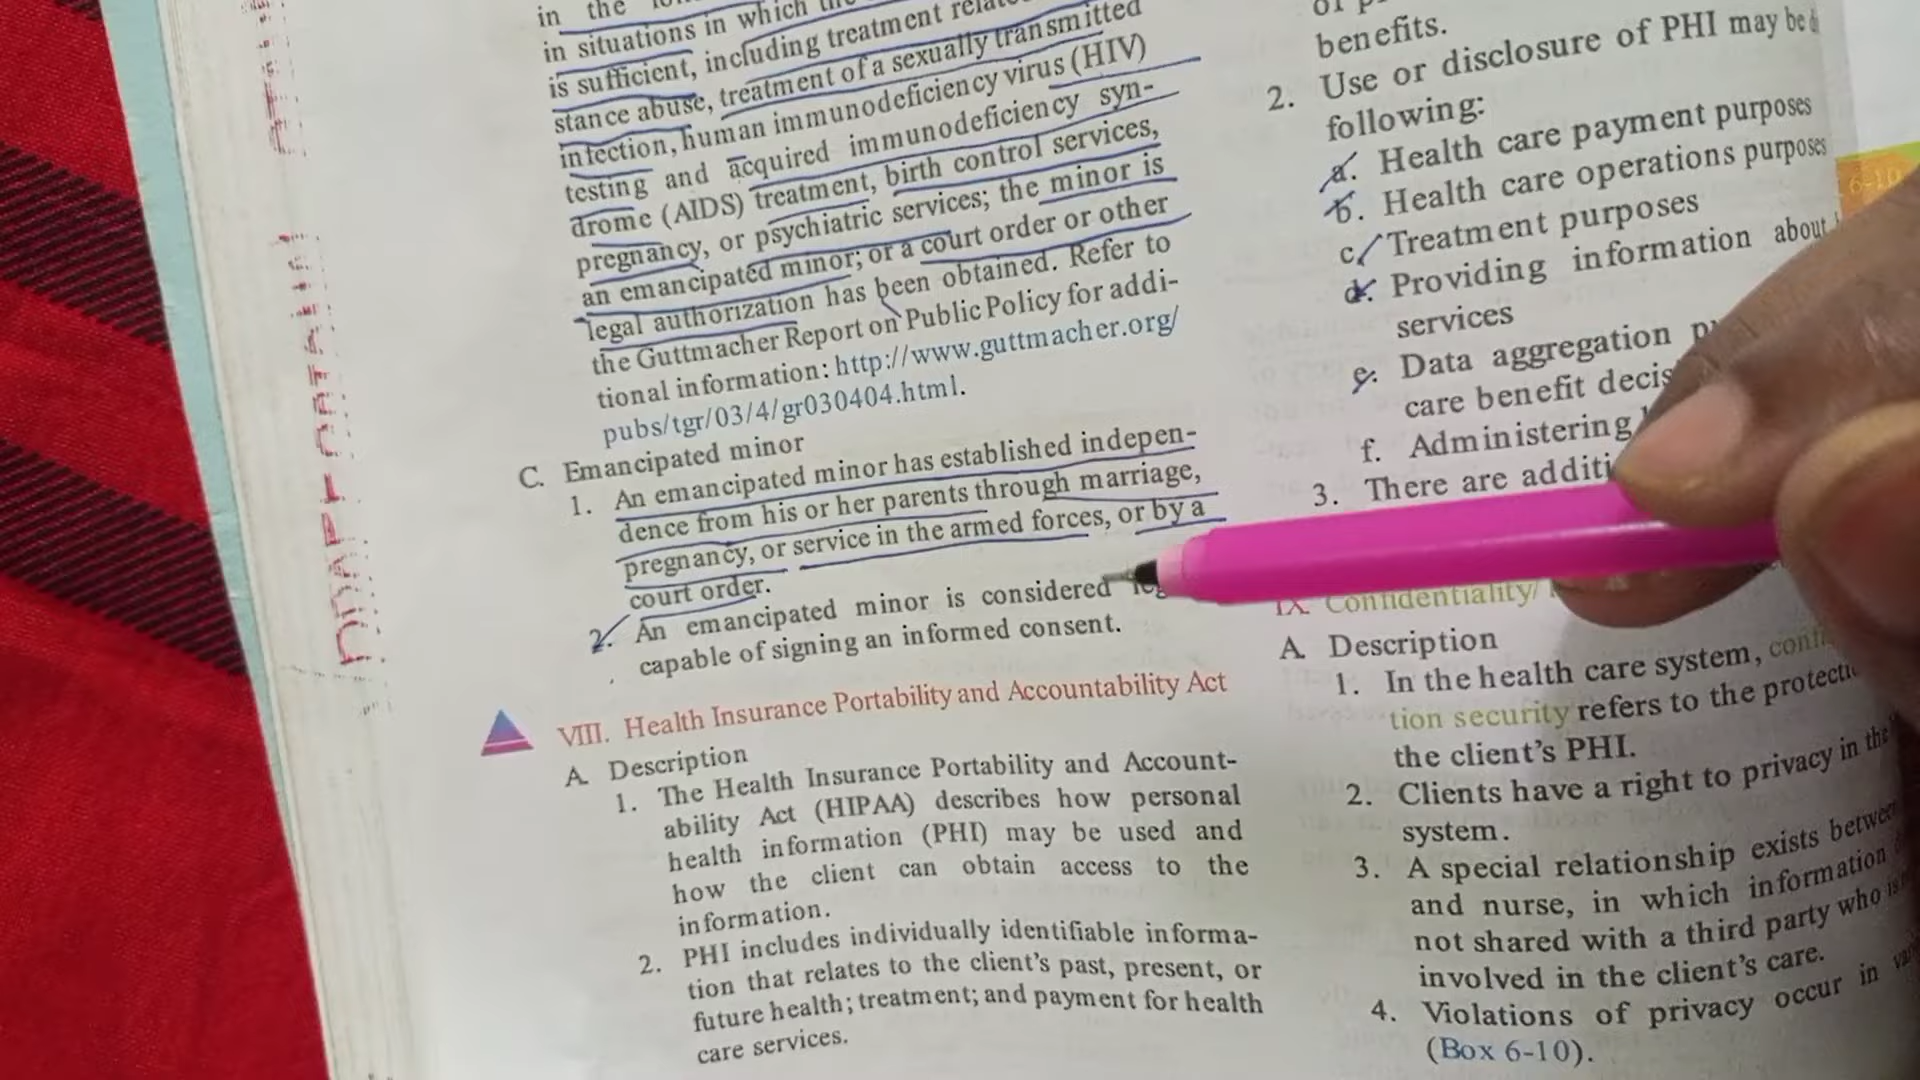 in the
in situations in which
is sufficient, including treatment
stance abuse, treatment of a sexually transmitted
infection, human immunodeficiency virus (HIV)
testing and acquired immunodeficiency syn-
drome (AIDS) treatment, birth control services,
pregnancy, or psychiatric services; the minor is
an emancipated minor; or a court order or other
legal authorization has been obtained. Refer to
the Guttmacher Report on Public Policy for addi-
tional information: http://www.guttmacher.org/
pubs/tgr/03/4/gr030404.html.
C. Emancipated minor
1. An emancipated minor has established indepen-
dence from his or her parents through marriage,
pregnancy, or service in the armed forces, or by a
court order.
2. An emancipated minor is considered
capable of signing an informed consent.
VIII. Health Insurance Portability and Accountability Act
A. Description
1. The Health Insurance Portability and Account-
ability Act (HIPAA) describes how personal
health information (PHI) may be used and
how the client can obtain access to the
information.
2. PHI includes individually identifiable informa-
tion that relates to the client's past, present, or
future health; treatment; and payment for health
care services.
benefits.
2. Use or disclosure of PHI may be
following:
a. Health care payment purposes
b. Health care operations purposes
c. Treatment purposes
d. Providing information about
services
e. Data aggregation
care benefit
f. Administering
3. There are
IX. Confidentiality/
A. Description
1. In the health care system,
tion security refers to the
the client's PHI.
2. Clients have a right to privacy in the
system.
3. A special relationship exists
and nurse, in which information
not shared with a third party who is
involved in the client's care.
4. Violations of privacy occur in
(Box 6-10).
6-10